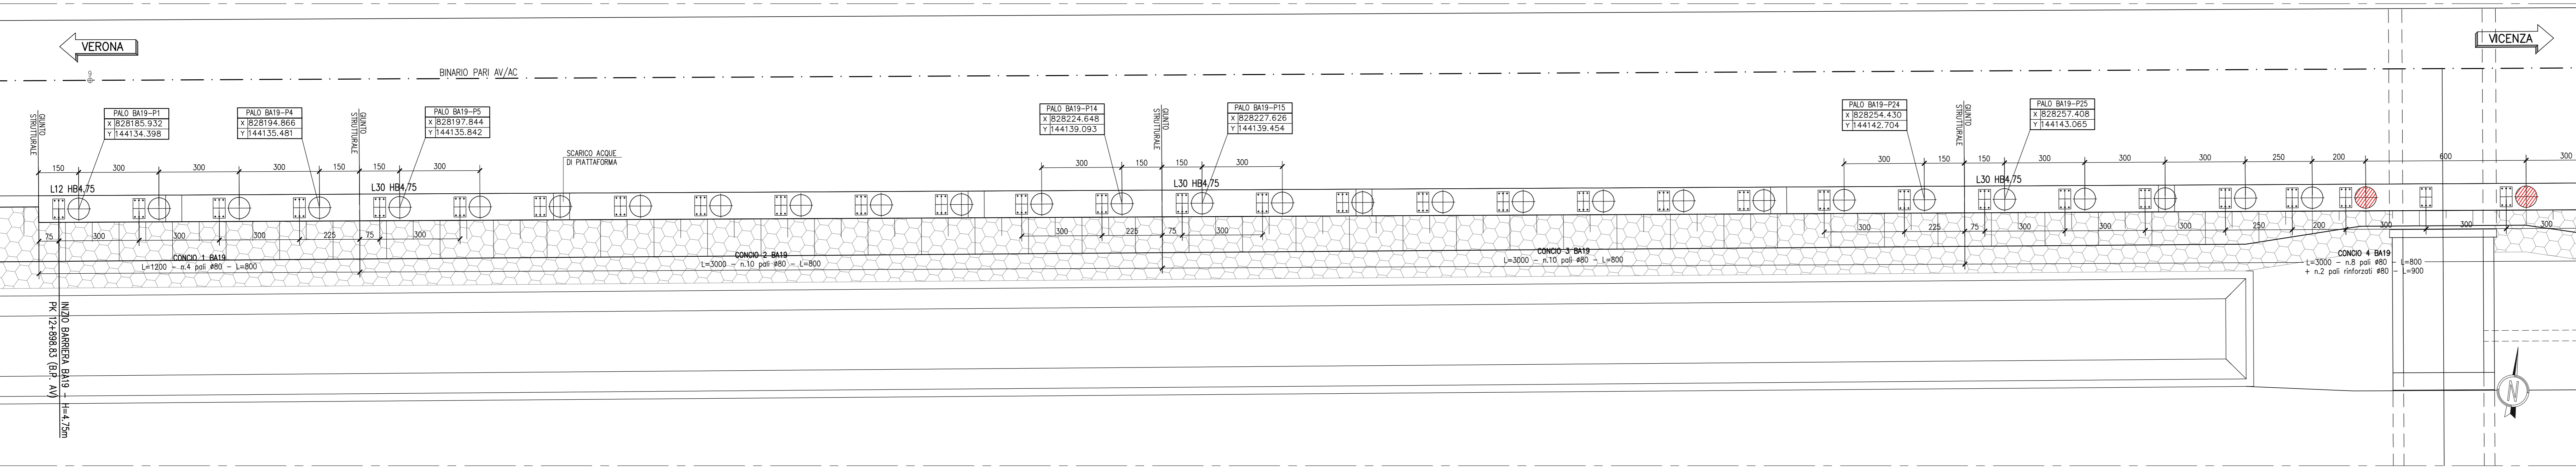 VERONA
VICENZA
9
BINARIO PARI AV/AC
GIUNTO
STRUTTURALE
PALO BA19-P1
X 828185.932
Y 144134.398
PALO BA19-P4
X 828194.866
Y 144135.481
GIUNTO
STRUTTURALE
PALO BA19-P5
X 828197.844
Y 144135.842
PALO BA19-P14
X 828224.648
Y 144139.093
GIUNTO
STRUTTURALE
PALO BA19-P15
X 828227.626
Y 144139.454
PALO BA19-P24
X 828254.430
Y 144142.704
GIUNTO
STRUTTURALE
PALO BA19-P25
X 828257.408
Y 144143.065
SCARICO ACQUE
DI PIATTAFORMA
150 300 300 300 150 150 300
300 150 150 300
300 150 150 300 300 300 250 200 600 300
L12 HB4.75
L30 HB4.75
L30 HB4.75
L30 HB4.75
75 300 300 300 225 75 300
300 225 75 300
300 225 75 300 300 300 250 200 300 300 300
CONCIO 1 BA19
L=1200 - n.4 pali ø80 - L=800
CONCIO 2 BA19
L=3000 - n.10 pali ø80 - L=800
CONCIO 3 BA19
L=3000 - n.10 pali ø80 - L=800
CONCIO 4 BA19
L=3000 - n.8 pali ø80 - L=800
+ n.2 pali rinforzati ø80 - L=900
INIZIO BARRIERA BA19 - H=4.75m
PK 12+898.83 (B.P. AV)
N